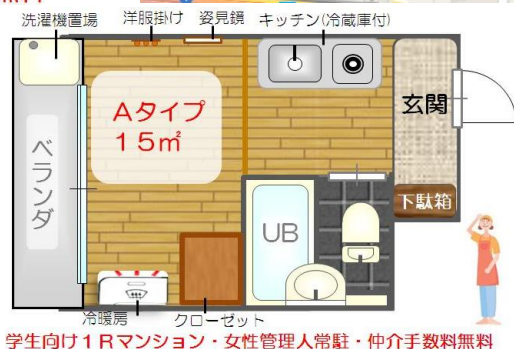 洗濯機置場
洋服掛け
姿見鏡
キッチン(冷蔵庫付)
Aタイプ
15㎡
玄関
ベランダ
下駄箱
UB
冷暖房
クローゼット
学生向け1Rマンション・女性管理人常駐・仲介手数料無料